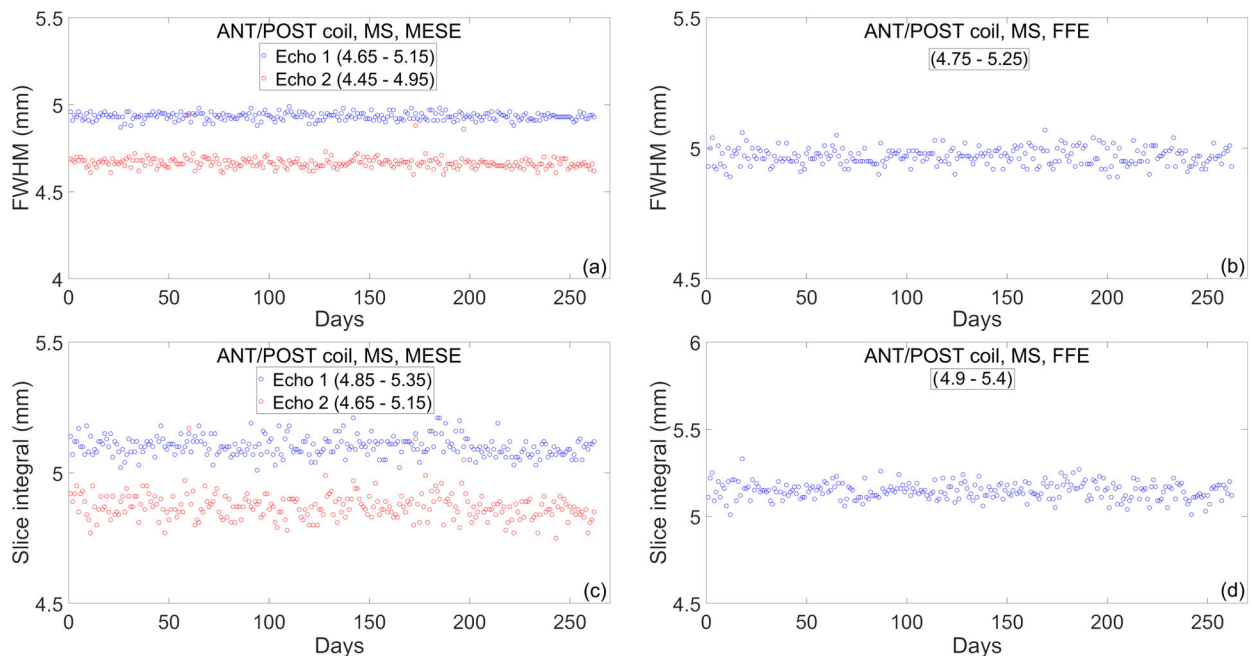 ANT/POST coil, MS, MESE
Echo 1 (4.65 - 5.15)
Echo 2 (4.45 - 4.95)
5.5
5
4.5
4
FWHM (mm)
0 50 100 150 200 250
Days
(a)
ANT/POST coil, MS, FFE
(4.75 - 5.25)
5.5
5
4.5
FWHM (mm)
0 50 100 150 200 250
Days
(b)
ANT/POST coil, MS, MESE
Echo 1 (4.85 - 5.35)
Echo 2 (4.65 - 5.15)
5.5
5
4.5
Slice integral (mm)
0 50 100 150 200 250
Days
(c)
ANT/POST coil, MS, FFE
(4.9 - 5.4)
6
5.5
5
4.5
Slice integral (mm)
0 50 100 150 200 250
Days
(d)